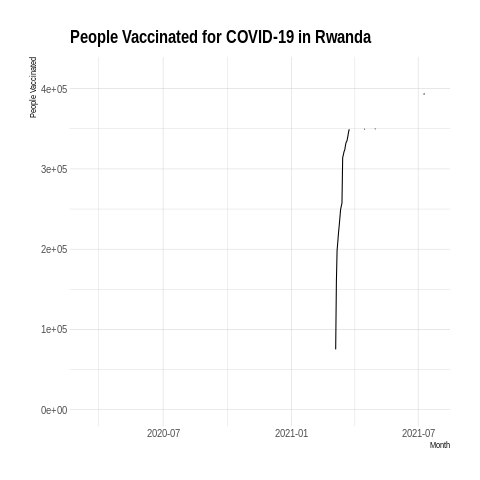 People Vaccinated for COVID-19 in Rwanda
People Vaccinated
4e+05
3e+05
2e+05
1e+05
0e+00
2020-07
2021-01
2021-07
Month